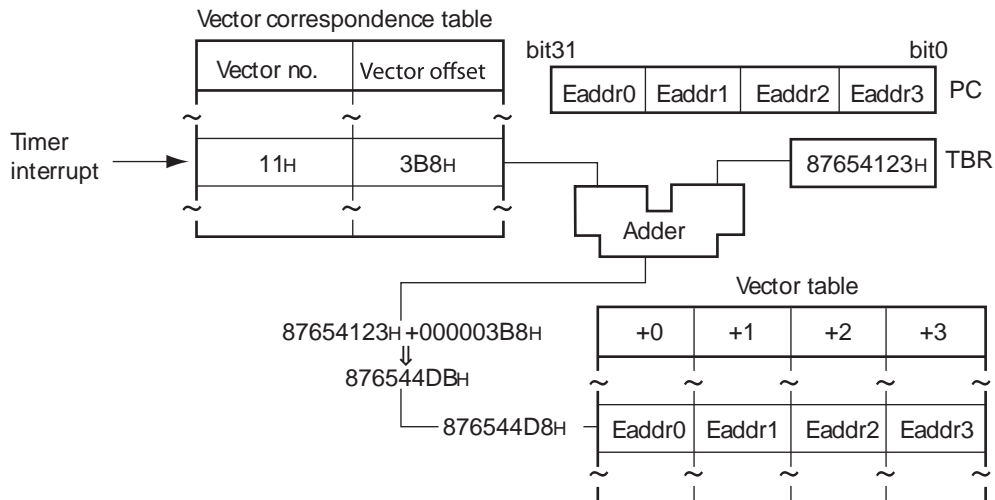 Vector correspondence table
Vector no. Vector offset
bit31 bit0
Eaddr0 Eaddr1 Eaddr2 Eaddr3 PC
~ ~ ~
Timer
interrupt
11H 3B8H
87654123H TBR
~ ~ ~
Adder
Vector table
87654123H +000003B8H
⇓
876544DBH
+0 +1 +2 +3
~ ~ ~ ~ ~
876544D8H Eaddr0 Eaddr1 Eaddr2 Eaddr3
~ ~ ~ ~ ~